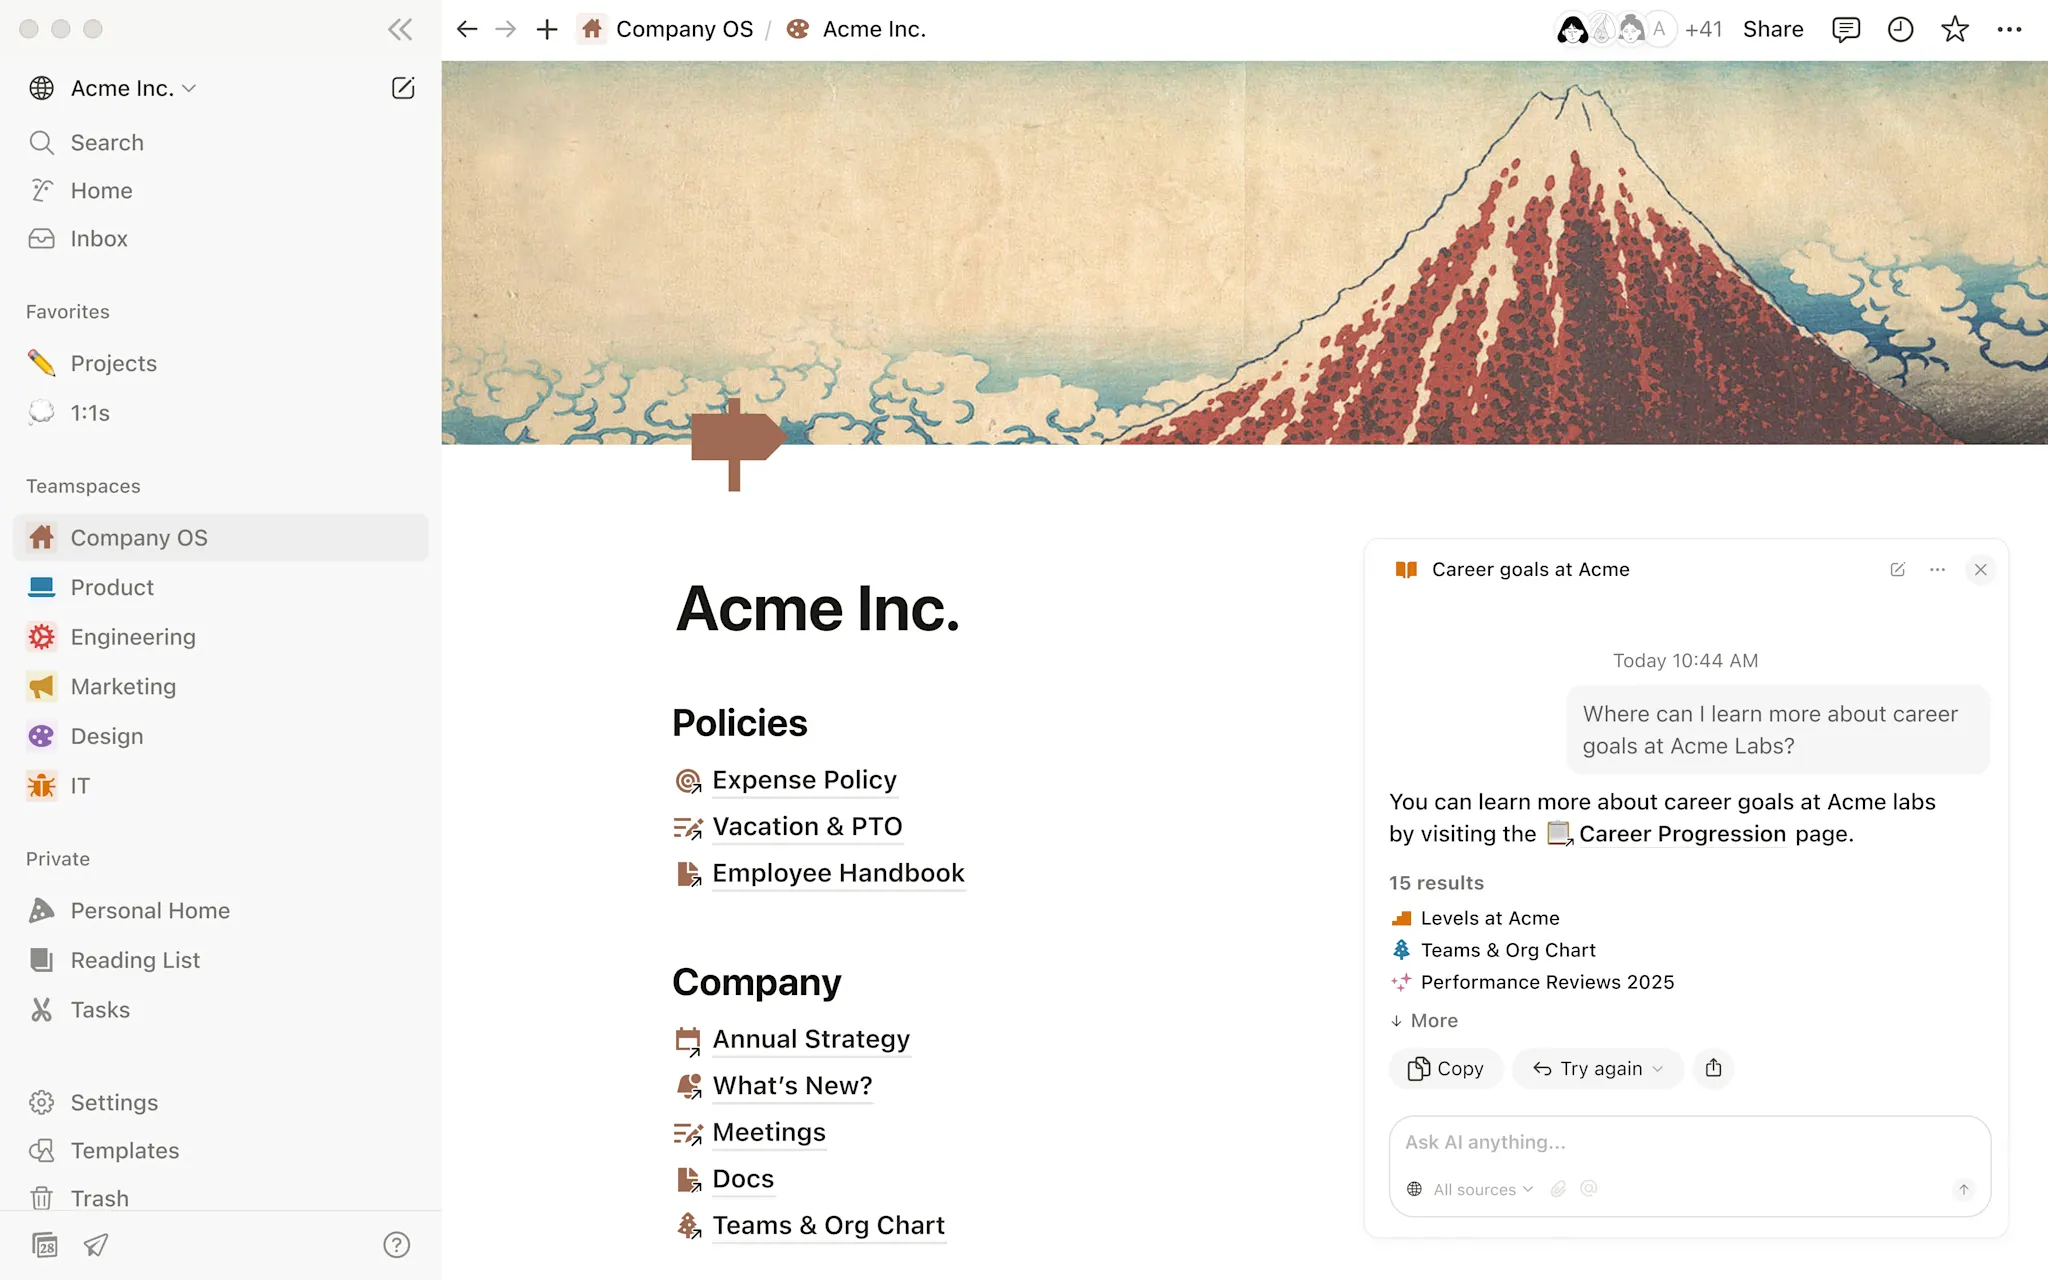 Company OS / Acme Inc.
A +41 Share
Acme Inc.
Search
Home
Inbox
Favorites
Projects
1:1s
Teamspaces
Company OS
Product
Engineering
Marketing
Design
IT
Private
Personal Home
Reading List
Tasks
Settings
Templates
Trash
28
?
Acme Inc.
Policies
Expense Policy
Vacation & PTO
Employee Handbook
Company
Annual Strategy
What’s New?
Meetings
Docs
Teams & Org Chart
Career goals at Acme
Today 10:44 AM
Where can I learn more about career
goals at Acme Labs?
You can learn more about career goals at Acme labs
by visiting the Career Progression page.
15 results
Levels at Acme
Teams & Org Chart
Performance Reviews 2025
More
Copy
Try again
Ask AI anything...
All sources